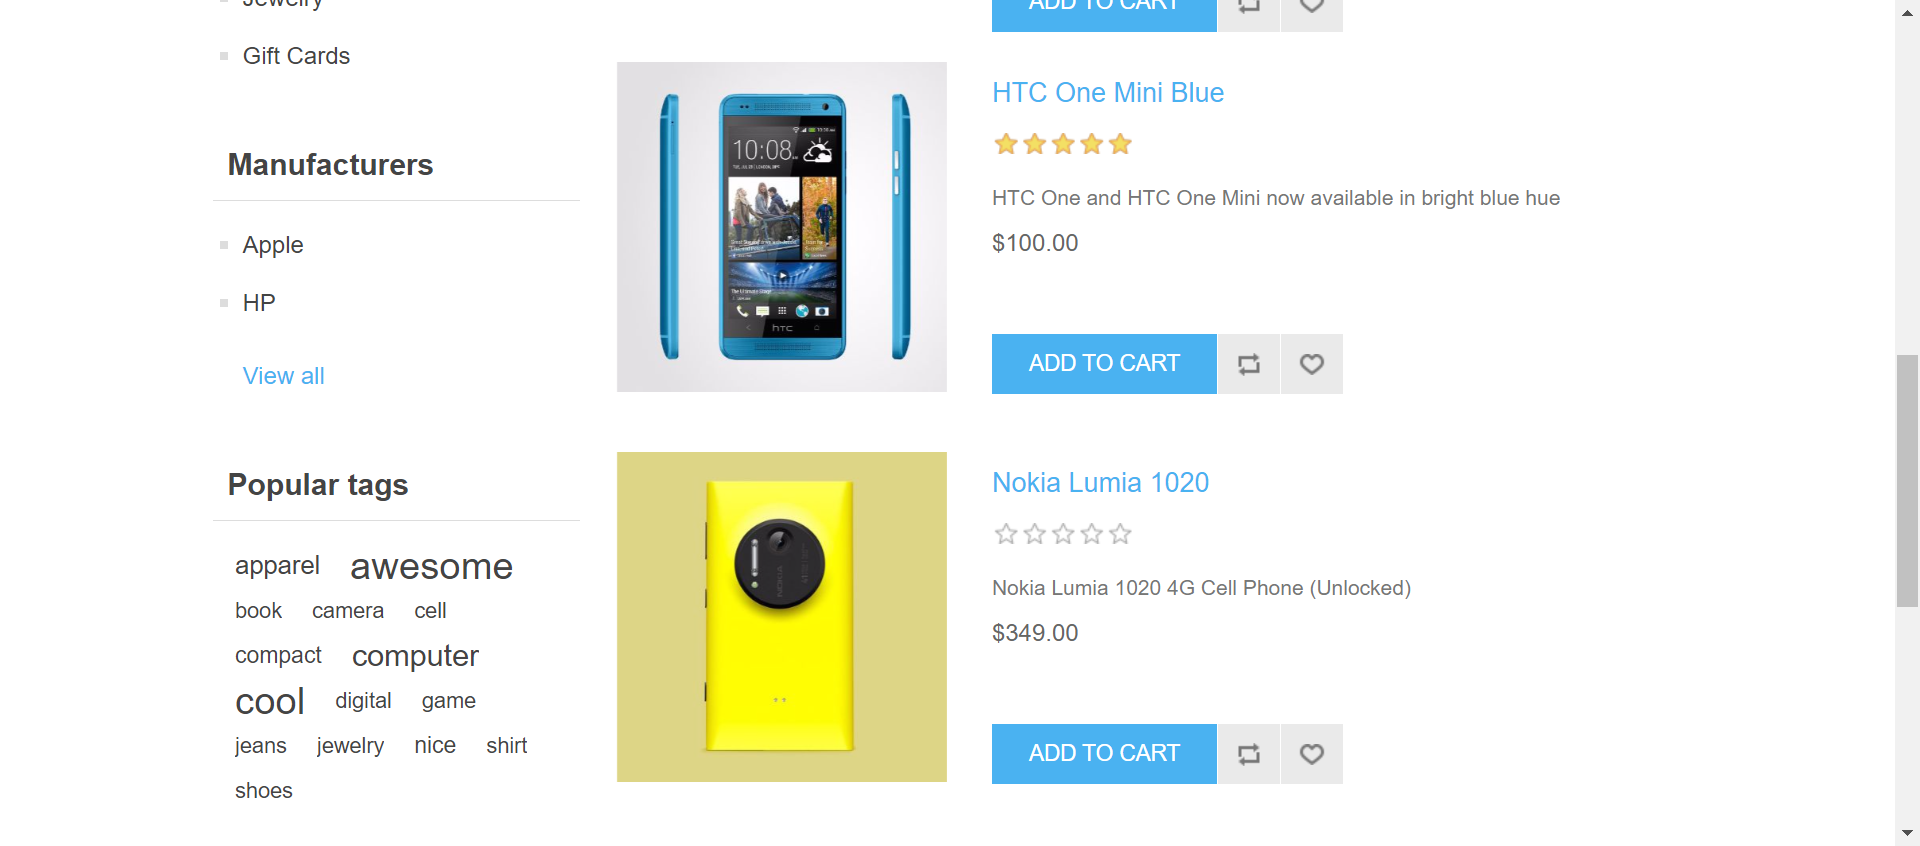 Jewelry
ADD TO CART
Gift Cards
HTC One Mini Blue
HTC One and HTC One Mini now available in bright blue hue
$100.00
ADD TO CART
10:08
htc
Manufacturers
Apple
HP
View all
Popular tags
apparel awesome
book camera cell
compact computer
cool digital game
jeans jewelry nice shirt
shoes
Nokia Lumia 1020
Nokia Lumia 1020 4G Cell Phone (Unlocked)
$349.00
ADD TO CART
NOKIA